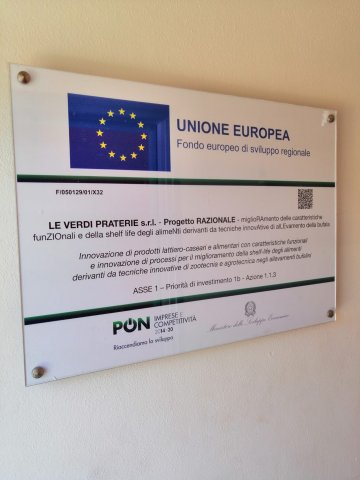 UNIONE EUROPEA
Fondo europeo di sviluppo regionale
F/050129/01/X32
LE VERDI PRATERIE s.r.l. - Progetto RAZIONALE - miglioRAmento delle caratteristiche
funZIOnali e della shelf life degli alimeNti derivanti da tecniche innovAtive di alLEvamento della bufala
Innovazione di prodotti lattiero-caseari e alimentari con caratteristiche funzionali
e innovazione di processi per il miglioramento della shelf-life degli alimenti
derivanti da tecniche innovative di zootecnia e agrotecnica negli allevamenti bufalini
ASSE 1 – Priorità di investimento 1b - Azione 1.1.3
PON IMPRESE E
COMPETITIVITÀ
2014-20
Riaccendiamo lo sviluppo
Ministero dello Sviluppo Economico